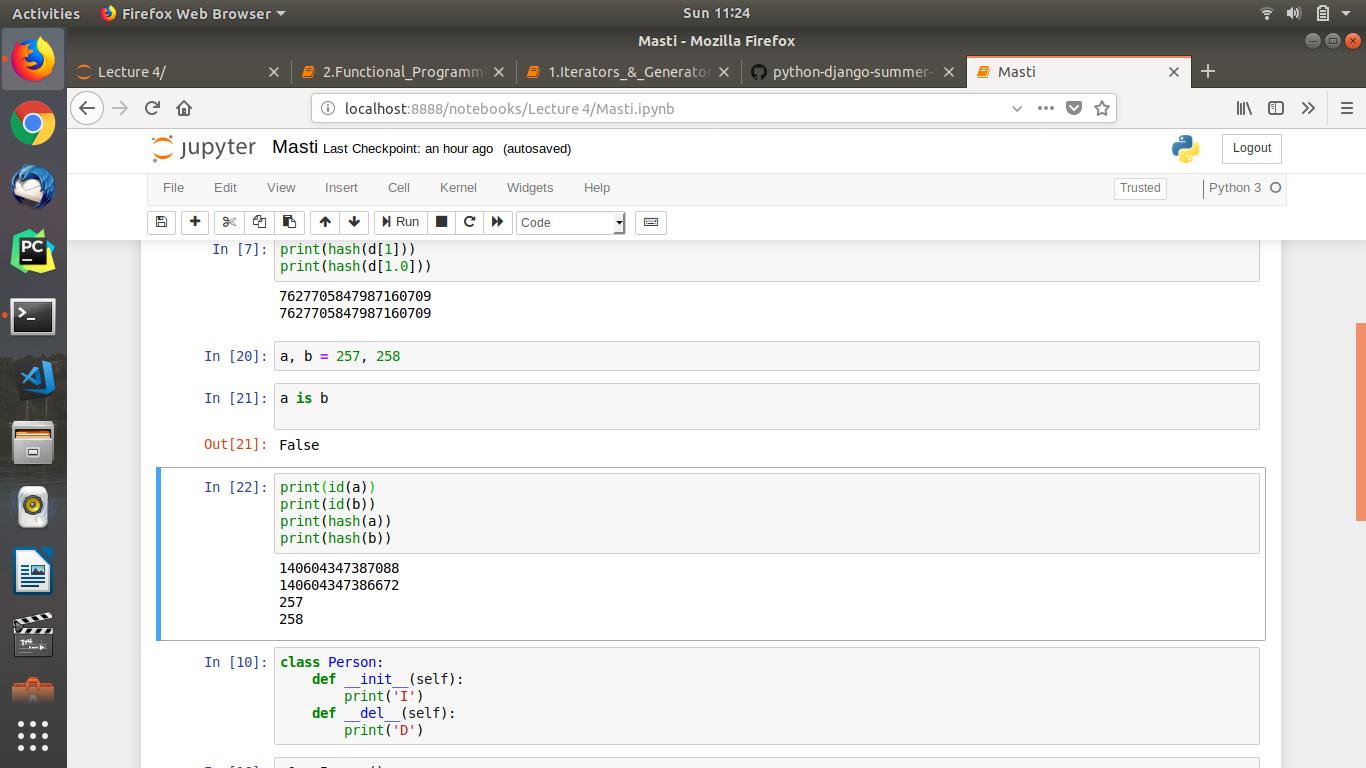 Activities Firefox Web Browser Sun 11:24
Masti - Mozilla Firefox
Lecture 4/ 2.Functional_Programmi 1.Iterators_&_Generator python-django-summer- Masti
localhost:8888/notebooks/Lecture 4/Masti.ipynb
jupyter Masti Last Checkpoint: an hour ago (autosaved) Logout
File Edit View Insert Cell Kernel Widgets Help Trusted Python 3
Run Code
In [7]: print(hash(d[1]))
print(hash(d[1.0]))
7627705847987160709
7627705847987160709
In [20]: a, b = 257, 258
In [21]: a is b
Out[21]: False
In [22]: print(id(a))
print(id(b))
print(hash(a))
print(hash(b))
140604347387088
140604347386672
257
258
In [10]: class Person:
def __init__(self):
print('I')
def __del__(self):
print('D')